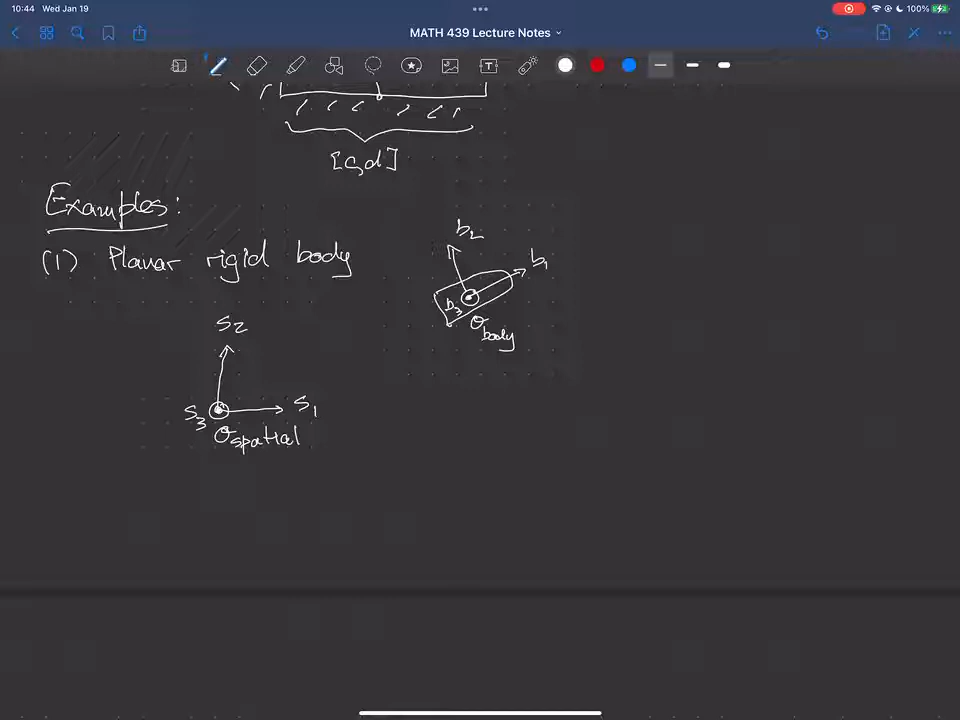 10:44 Wed Jan 19
100%
MATH 439 Lecture Notes
T
[G,d]
Examples:
(1) Planar rigid body
b2
b1
b3
Obody
S2
S3
S1
Ospatial